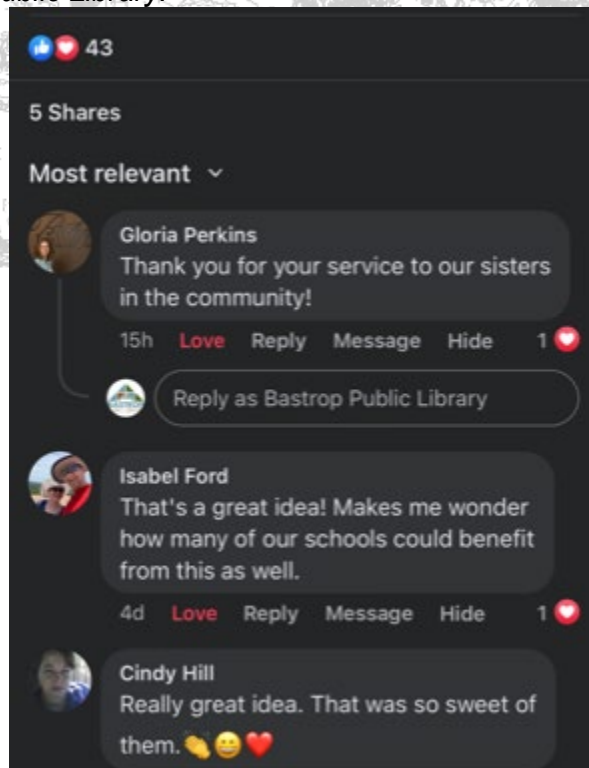 Public Library.
43
5 Shares
Most relevant
Gloria Perkins
Thank you for your service to our sisters
in the community!
15h Love Reply Message Hide 1
Reply as Bastrop Public Library
Isabel Ford
That's a great idea! Makes me wonder
how many of our schools could benefit
from this as well.
4d Love Reply Message Hide 1
Cindy Hill
Really great idea. That was so sweet of
them.👏😄❤️